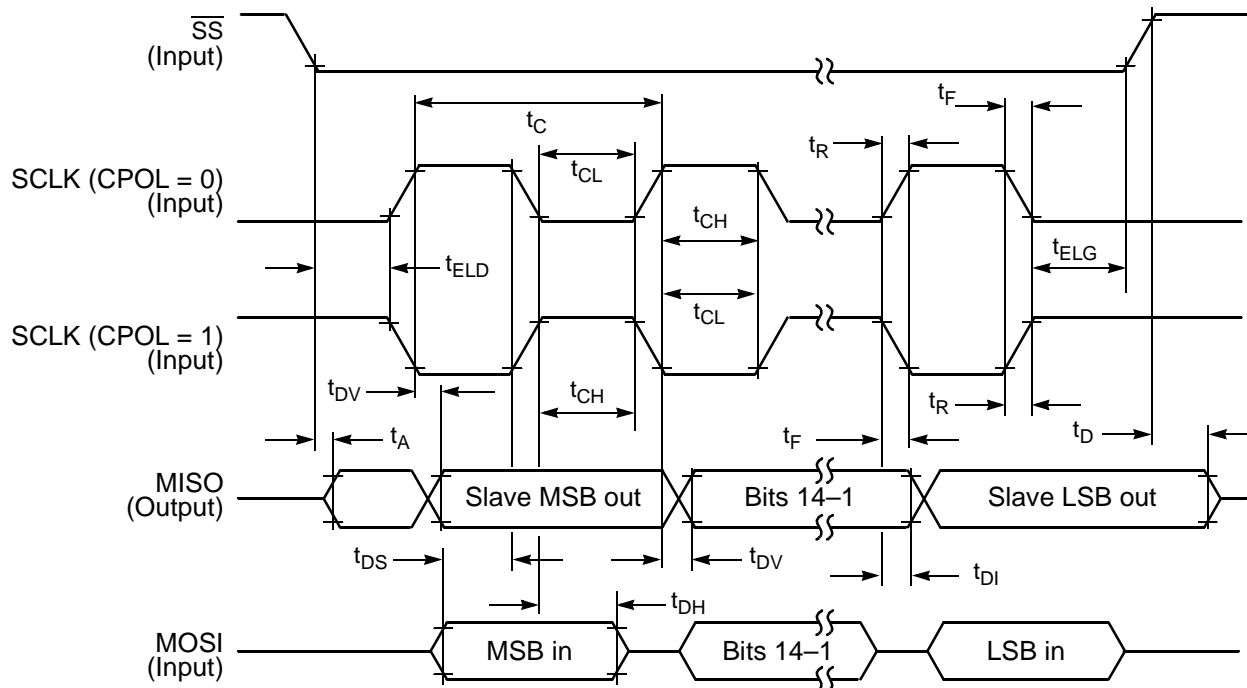 SS
(Input)
tF
tC
tR
SCLK (CPOL = 0)
(Input)
tCL
tCH
tELD
tELG
tCL
SCLK (CPOL = 1)
(Input)
tDV
tCH
tR
tA
tF
tD
MISO
(Output)
Slave MSB out
Bits 14–1
Slave LSB out
tDS
tDV
tDI
tDH
MOSI
(Input)
MSB in
Bits 14–1
LSB in